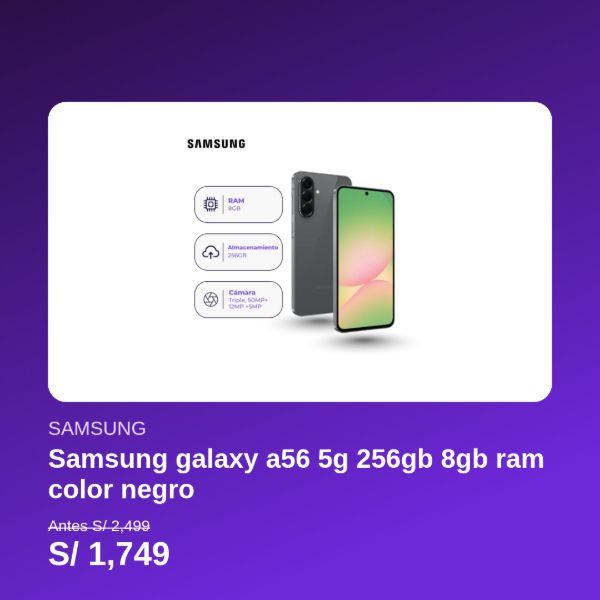 SAMSUNG
RAM
8GB
Almacenamiento
256GB
Cámara
Triple, 50MP+
12MP +5MP
SAMSUNG
Samsung galaxy a56 5g 256gb 8gb ram
color negro
Antes S/ 2,499
S/ 1,749